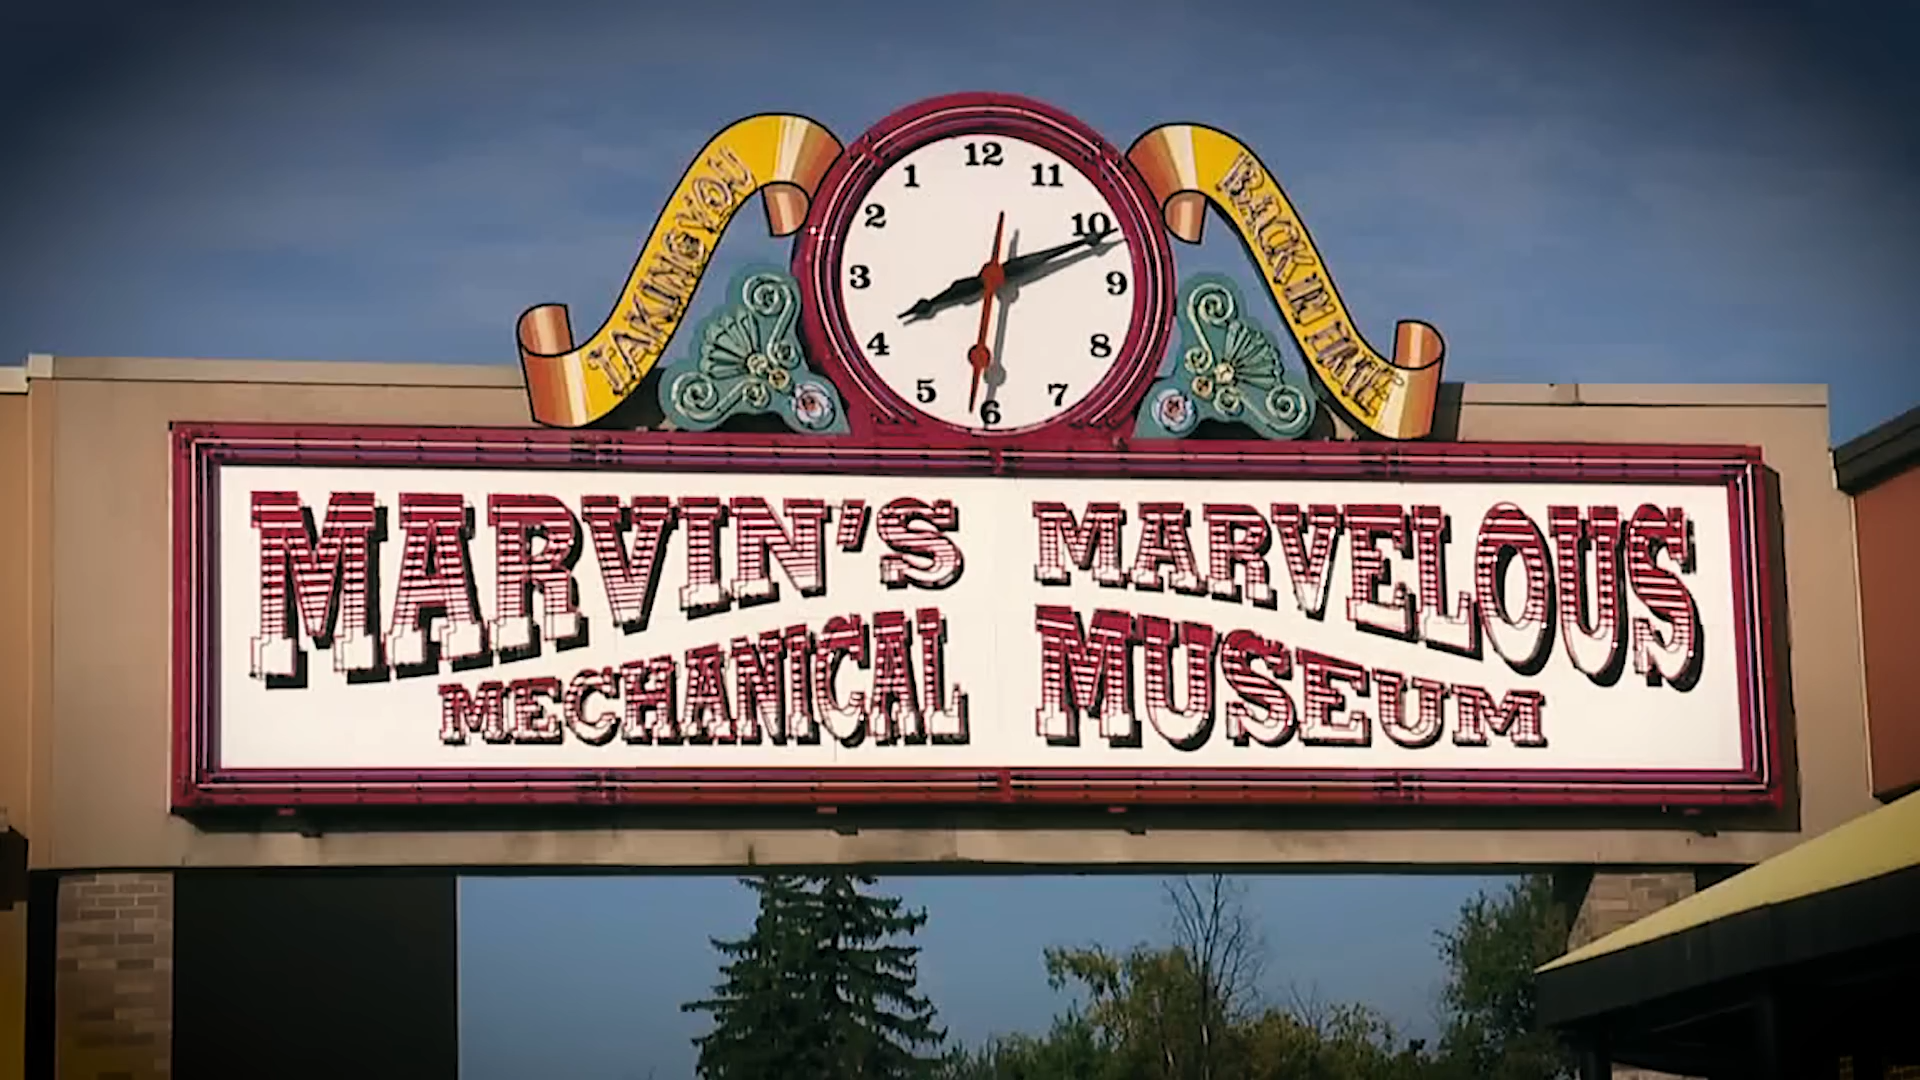 TAKING YOU
BACK IN TIME
12
1 11
2 10
3 9
4 8
5 7
6
MARVIN'S MARVELOUS
MECHANICAL MUSEUM